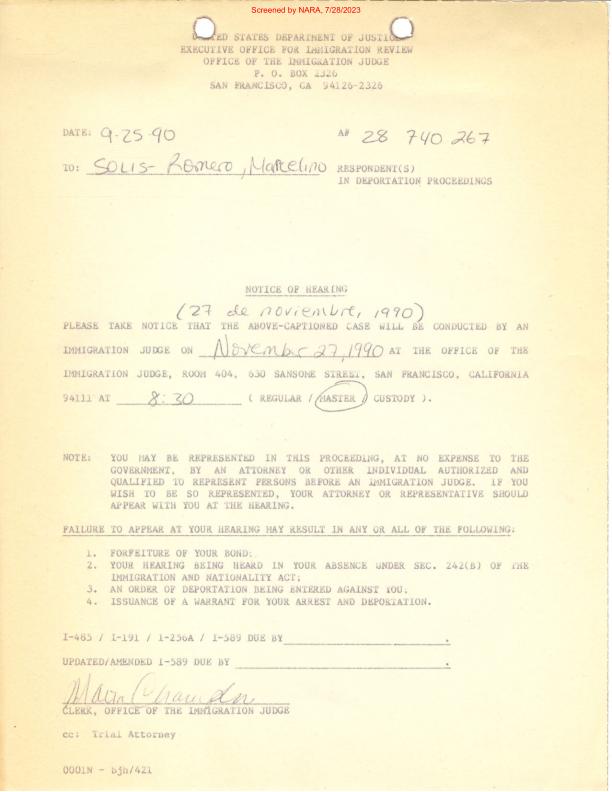 Screened by NARA, 7/28/2023
UNITED STATES DEPARTMENT OF JUSTICE
EXECUTIVE OFFICE FOR IMMIGRATION REVIEW
OFFICE OF THE IMMIGRATION JUDGE
P. O. BOX 2326
SAN FRANCISCO, CA 94126-2326
DATE: 9-25-90 A# 28 740 267
TO: SOLIS- Romero, Marcelino RESPONDENT(S)
IN DEPORTATION PROCEEDINGS
NOTICE OF HEARING
(27 de noviembre, 1990)
PLEASE TAKE NOTICE THAT THE ABOVE-CAPTIONED CASE WILL BE CONDUCTED BY AN
IMMIGRATION JUDGE ON November 27, 1990 AT THE OFFICE OF THE
IMMIGRATION JUDGE, ROOM 404, 630 SANSOME STREET, SAN FRANCISCO, CALIFORNIA
94111 AT 8:30 ( REGULAR / MASTER / CUSTODY ).
NOTE: YOU MAY BE REPRESENTED IN THIS PROCEEDING, AT NO EXPENSE TO THE
GOVERNMENT, BY AN ATTORNEY OR OTHER INDIVIDUAL AUTHORIZED AND
QUALIFIED TO REPRESENT PERSONS BEFORE AN IMMIGRATION JUDGE. IF YOU
WISH TO BE SO REPRESENTED, YOUR ATTORNEY OR REPRESENTATIVE SHOULD
APPEAR WITH YOU AT THE HEARING.
FAILURE TO APPEAR AT YOUR HEARING MAY RESULT IN ANY OR ALL OF THE FOLLOWING:
1. FORFEITURE OF YOUR BOND;
2. YOUR HEARING BEING HEARD IN YOUR ABSENCE UNDER SEC. 242(B) OF THE
IMMIGRATION AND NATIONALITY ACT;
3. AN ORDER OF DEPORTATION BEING ENTERED AGAINST YOU;
4. ISSUANCE OF A WARRANT FOR YOUR ARREST AND DEPORTATION.
I-485 / I-191 / I-256A / I-589 DUE BY .
UPDATED/AMENDED I-589 DUE BY .
CLERK, OFFICE OF THE IMMIGRATION JUDGE
cc: Trial Attorney
0001N - bjh/421